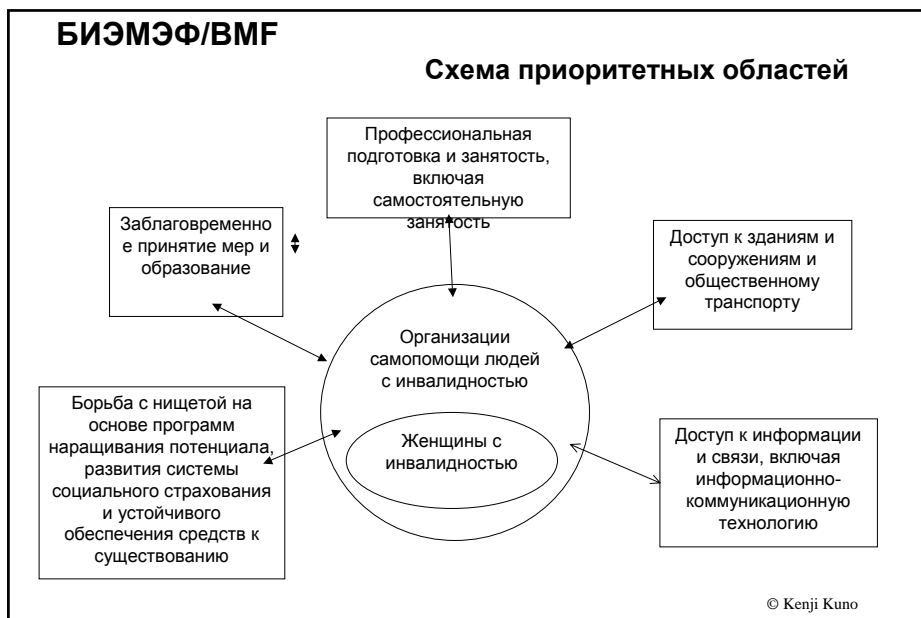 БИЭМЭФ/BMF
Схема приоритетных областей
Профессиональная
подготовка и занятость,
включая
самостоятельную
занятость
Заблаговременно
е принятие мер и
образование
Доступ к зданиям и
сооружениям и
общественному
транспорту
Организации
самопомощи людей
с инвалидностью
Женщины с
инвалидностью
Борьба с нищетой на
основе программ
наращивания потенциала,
развития системы
социального страхования
и устойчивого
обеспечения средств к
существованию
Доступ к информации
и связи, включая
информационно-
коммуникационную
технологию
© Kenji Kuno